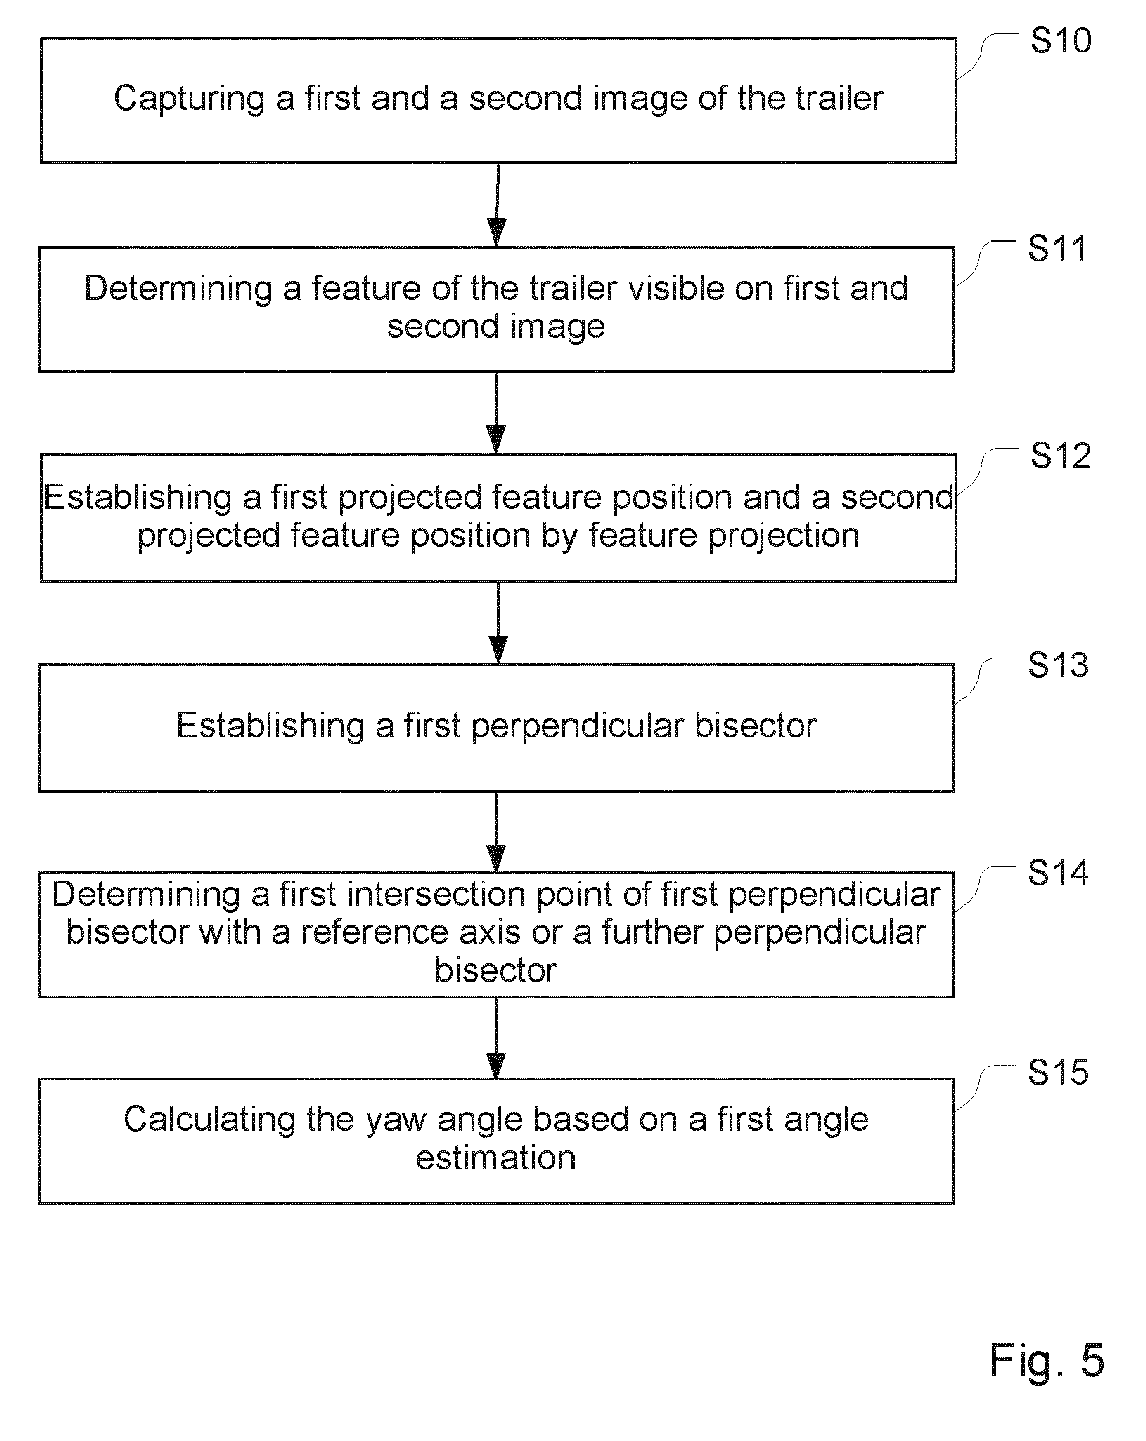 S10
Capturing a first and a second image of the trailer
S11
Determining a feature of the trailer visible on first and
second image
S12
Establishing a first projected feature position and a second
projected feature position by feature projection
S13
Establishing a first perpendicular bisector
S14
Determining a first intersection point of first perpendicular
bisector with a reference axis or a further perpendicular
bisector
S15
Calculating the yaw angle based on a first angle
estimation
Fig. 5